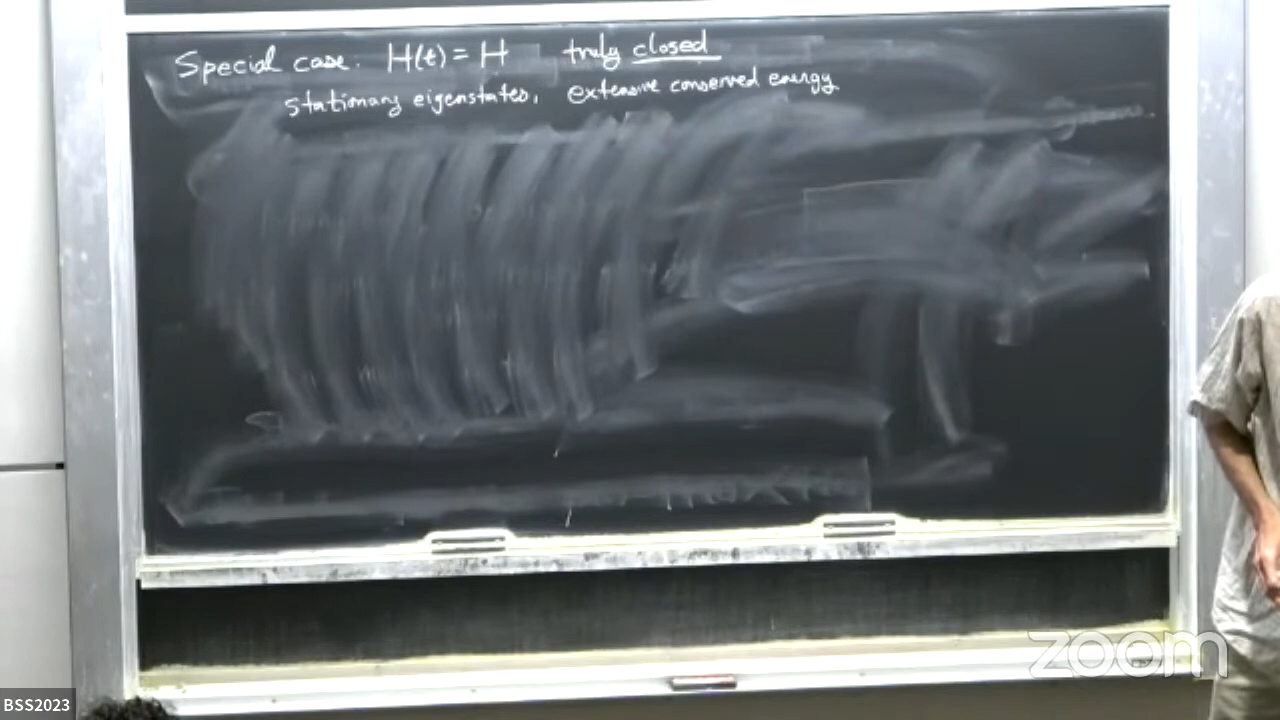 Special case: H(t) = H truly closed
stationary eigenstates, extensive conserved energy
zoom
BSS2023